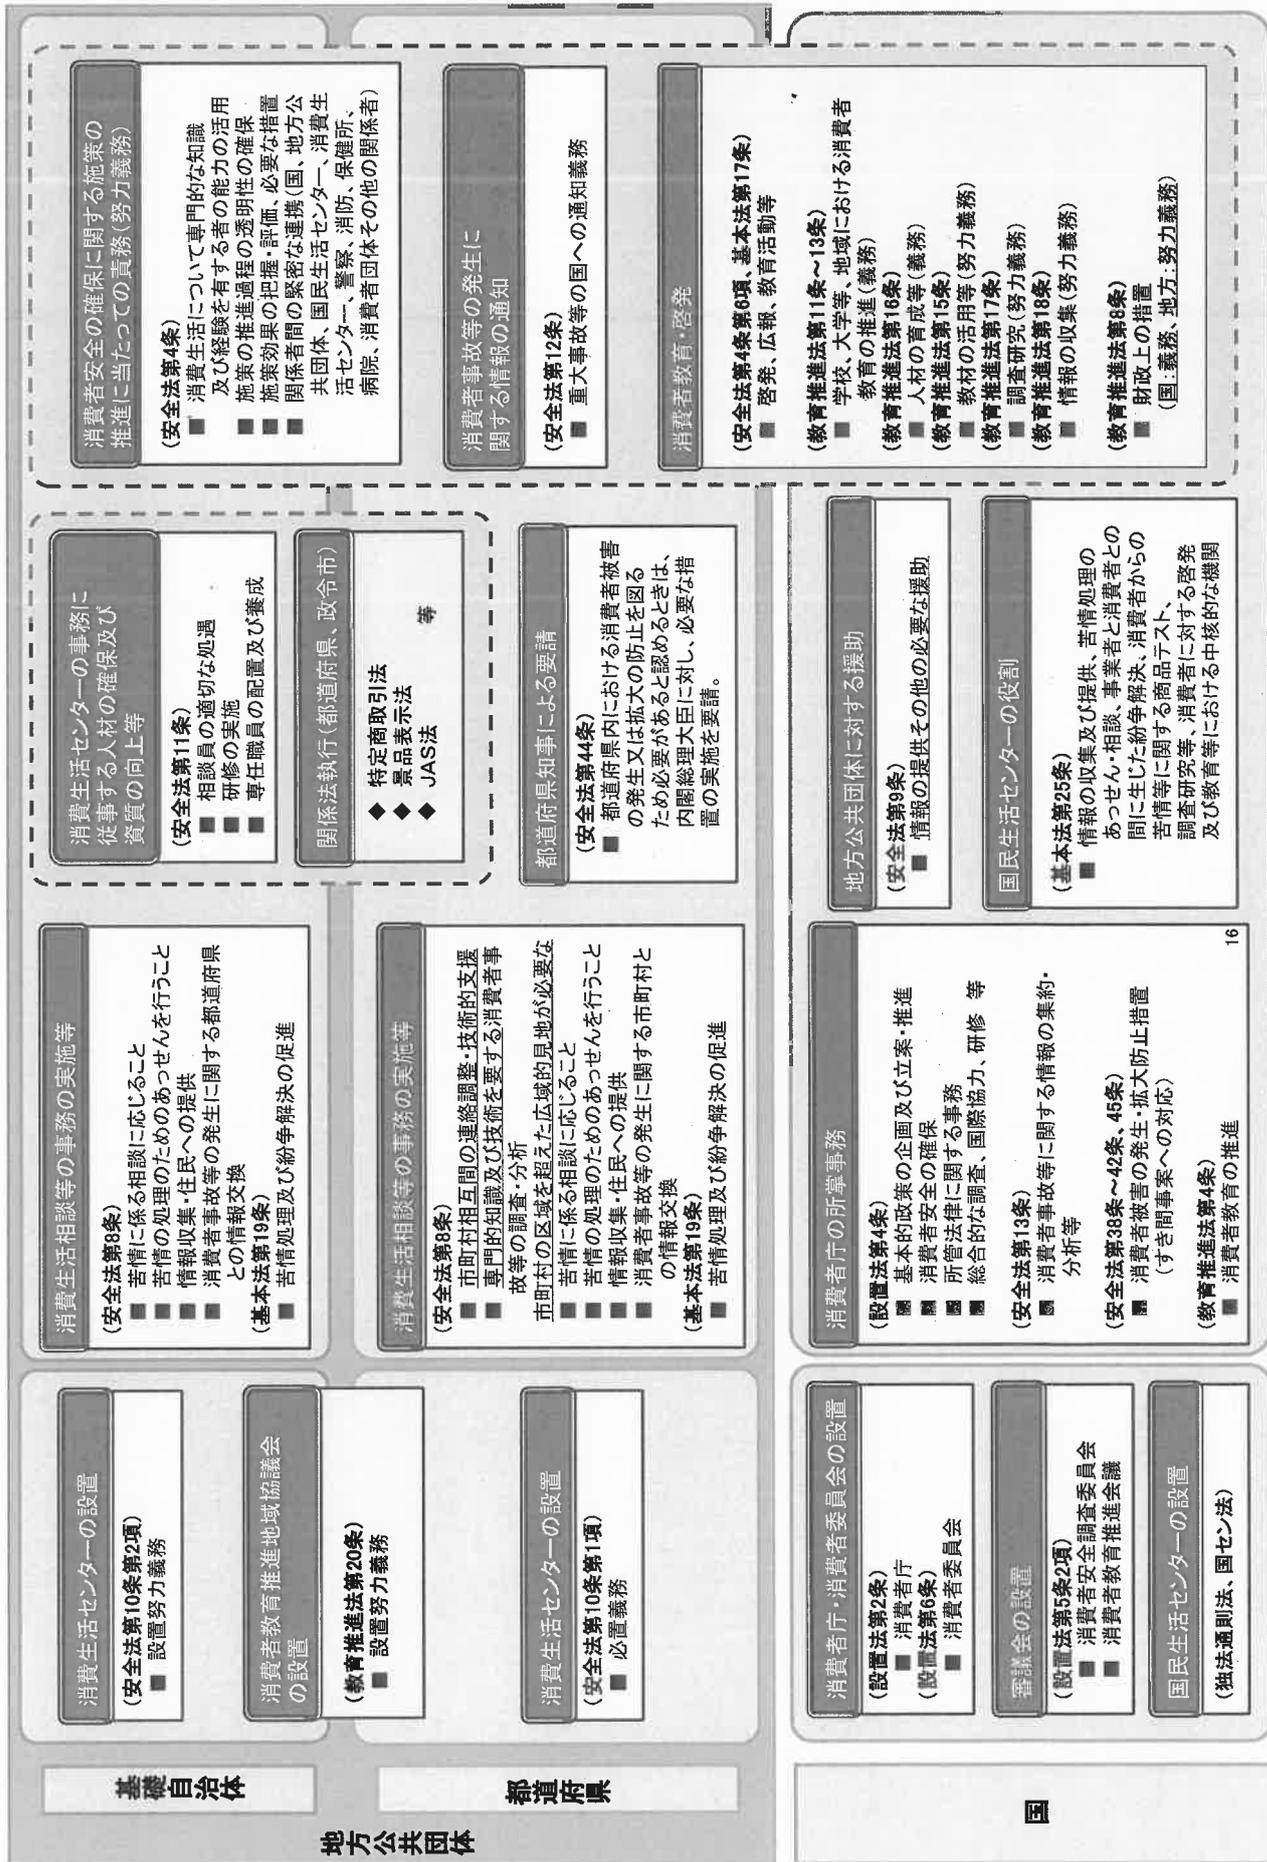 地方公共団体
基礎自治体
消費生活センターの設置
(安全法第10条第2項)
■ 設置努力義務
消費者教育推進地域協議会
の設置
(教育推進法第20条)
■ 設置努力義務
消費生活相談等の事務の実施等
(安全法第8条)
■ 苦情に係る相談に応じること
■ 苦情の処理のためのあっせんを行うこと
■ 情報収集・住民への提供
■ 消費者事故等の発生に関する都道府県
との情報交換
(基本法第19条)
■ 苦情処理及び紛争解決の促進
消費生活センターの事務に
従事する人材の確保及び
資質の向上等
(安全法第11条)
■ 相談員の適切な処遇
■ 研修の実施
■ 専任職員の配置及び養成
関係法執行(都道府県、政令市)
◆ 特定商取引法
◆ 景品表示法
◆ JAS法 等
消費者安全の確保に関する施策の
推進に当たっての責務(努力義務)
(安全法第4条)
■ 消費生活について専門的な知識
及び経験を有する者の能力の活用
■ 施策の推進過程の透明性の確保
■ 施策効果の把握・評価、必要な措置
■ 関係者間の緊密な連携(国、地方公
共団体、国民生活センター、消費生
活センター、警察、消防、保健所、
病院、消費者団体その他の関係者)
都道府県
消費生活センターの設置
(安全法第10条第1項)
■ 必置義務
消費生活相談等の事務の実施等
(安全法第8条)
■ 市町村相互間の連絡調整・技術的支援
■ 専門的知識及び技術を要する消費者事
故等の調査・分析
市町村の区域を超えた広域的見地が必要な
■ 苦情に係る相談に応じること
■ 苦情の処理のためのあっせんを行うこと
■ 情報収集・住民への提供
■ 消費者事故等の発生に関する市町村と
の情報交換
(基本法第19条)
■ 苦情処理及び紛争解決の促進
都道府県知事による要請
(安全法第44条)
■ 都道府県内における消費者被害
の発生又は拡大の防止を図る
ため必要があると認めるときは、
内閣総理大臣に対し、必要な措
置の実施を要請。
消費者事故等の発生に
関する情報の通知
(安全法第12条)
■ 重大事故等の国への通知義務
消費者教育・啓発
(安全法第4条第6項、基本法第17条)
■ 啓発、広報、教育活動等
(教育推進法第11条~13条)
■ 学校、大学等、地域における消費者
教育の推進(義務)
(教育推進法第16条)
■ 人材の育成等(義務)
(教育推進法第15条)
■ 教材の活用等(努力義務)
(教育推進法第17条)
■ 調査研究(努力義務)
(教育推進法第18条)
■ 情報の収集(努力義務)
(教育推進法第8条)
■ 財政上の措置
(国:義務、地方:努力義務)
国
消費者庁・消費者委員会の設置
(設置法第2条)
■ 消費者庁
(設置法第6条)
■ 消費者委員会
審議会の設置
(設置法第5条2項)
■ 消費者安全調査委員会
■ 消費者教育推進会議
国民生活センターの設置
(独法通則法、国セン法)
消費者庁の所掌事務
(設置法第4条)
■ 基本的政策の企画及び立案・推進
■ 消費者安全の確保
■ 所管法律に関する事務
■ 総合的な調査、国際協力、研修 等
(安全法第13条)
■ 消費者事故等に関する情報の集約・
分析等
(安全法第38条~42条、45条)
■ 消費者被害の発生・拡大防止措置
(すき間事案への対応)
(教育推進法第4条)
■ 消費者教育の推進
地方公共団体に対する援助
(安全法第9条)
■ 情報の提供その他の必要な援助
国民生活センターの役割
(基本法第25条)
■ 情報の収集及び提供、苦情処理の
あっせん・相談、事業者と消費者との
間に生じた紛争解決、消費者からの
苦情等に関する商品テスト、
調査研究等、消費者に対する啓発
及び教育等における中核的な機関
16